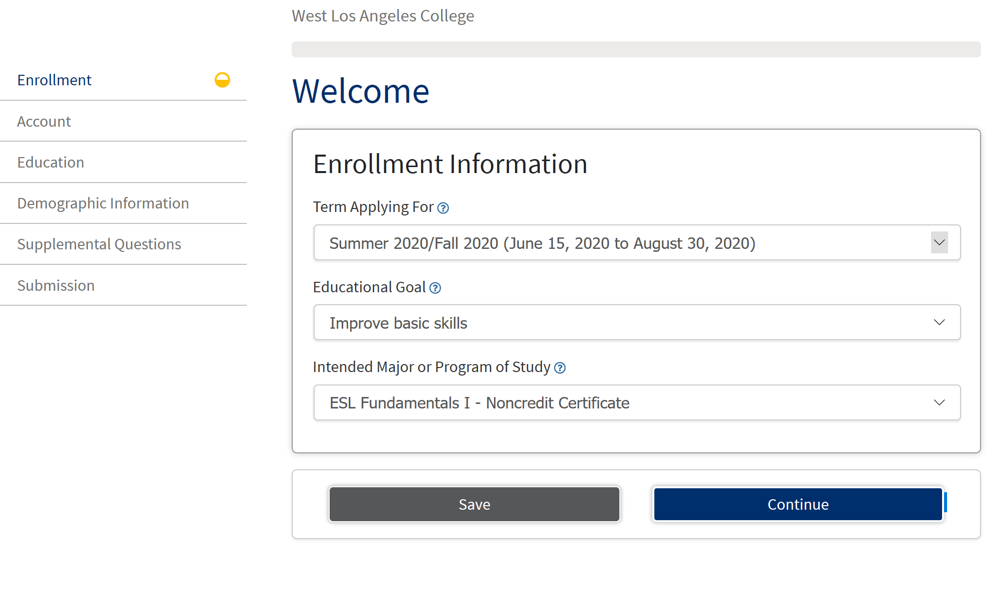 West Los Angeles College
Enrollment
Account
Education
Demographic Information
Supplemental Questions
Submission
Welcome
Enrollment Information
Term Applying For ?
Summer 2020/Fall 2020 (June 15, 2020 to August 30, 2020)
Educational Goal ?
Improve basic skills
Intended Major or Program of Study ?
ESL Fundamentals I - Noncredit Certificate
Save
Continue